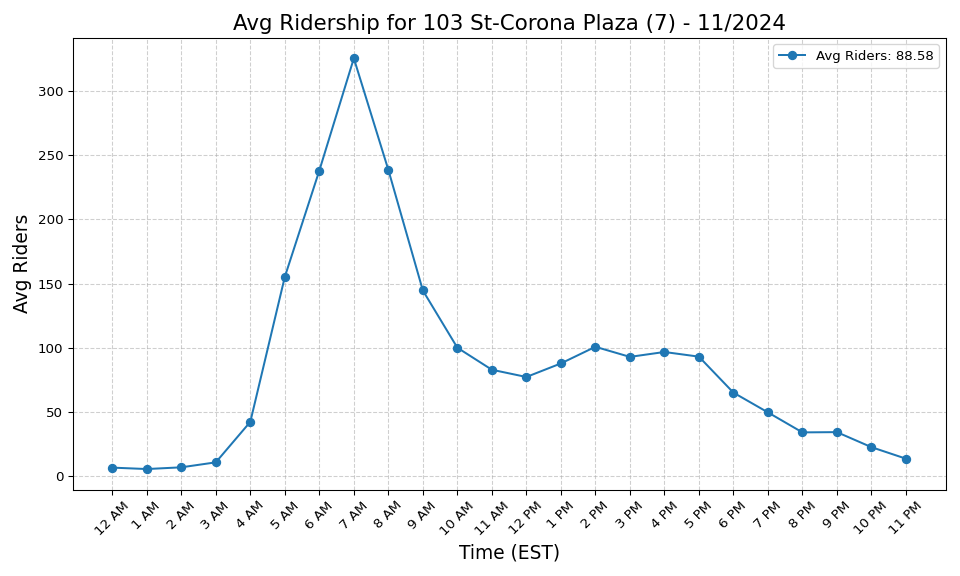 Avg Ridership for 103 St-Corona Plaza (7) - 11/2024
Avg Riders: 88.58
Avg Riders
300
250
200
150
100
50
0
12 AM
1 AM
2 AM
3 AM
4 AM
5 AM
6 AM
7 AM
8 AM
9 AM
10 AM
11 AM
12 PM
1 PM
2 PM
3 PM
4 PM
5 PM
6 PM
7 PM
8 PM
9 PM
10 PM
11 PM
Time (EST)